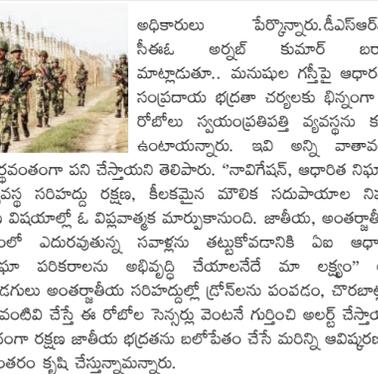 అధికారులు పేర్కొన్నారు.డీఎస్ఆర్
సీఈఓ అర్నబ్ కుమార్ బర
మాట్లాడుతూ.. మనుషుల గస్తీపై ఆధార
సంప్రదాయ భద్రతా చర్యలకు భిన్నంగా
రోబోలు స్వయంప్రతిపత్తి వ్యవస్థను క
ఉంటాయన్నారు. ఇవి అన్ని వాతావ
ర్థవంతంగా పని చేస్తాయని తెలిపారు. “నావిగేషన్, ఆధారిత నిఘా
వస్థ సరిహద్దు రక్షణ, కీలకమైన మౌలిక సదుపాయాల ని
విషయాల్లో ఓ విప్లవాత్మక మార్పుకానుంది. జాతీయ, అంతర్జాతీ
లో ఎదురవుతున్న సవాళ్లను తట్టుకోవడానికి ఏఐ ఆధా
ఘా పరికరాలను అభివృద్ధి చేయాలనేదే మా లక్ష్యం”
డగులు అంతర్జాతీయ సరిహద్దుల్లో డ్రోన్‌లను పంపడం, చొరబాట్ల
వంటివి చేస్తే ఈ రోబోల సెన్సర్లు వెంటనే గుర్తించి అలర్ట్ చేస్తాయ
రంగా రక్షణ జాతీయ భద్రతను బలోపేతం చేసే మరిన్ని ఆవిష్కరణ
ంతరం కృషి చేస్తున్నామన్నారు.